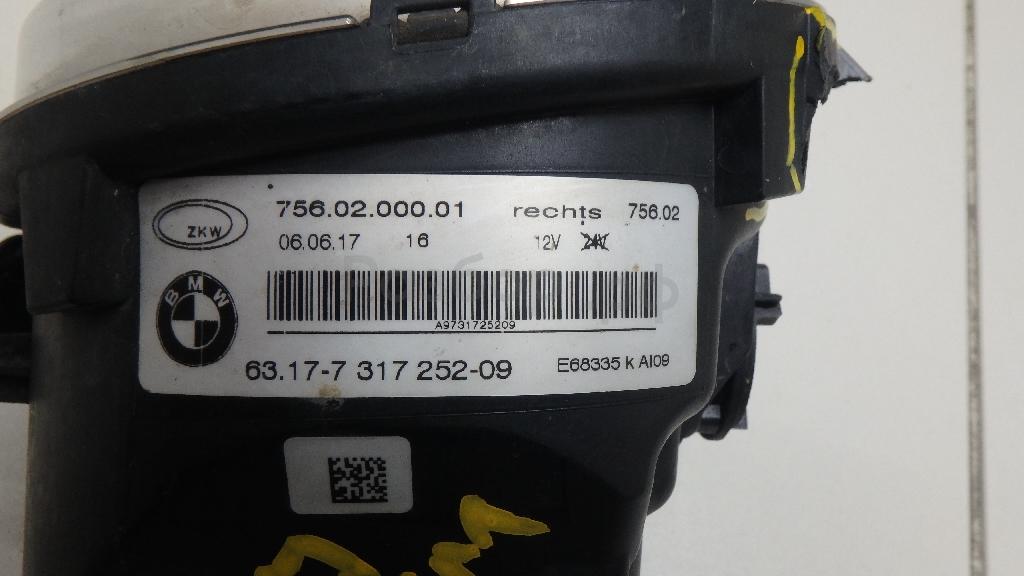 756.02.000.01 rechts 756.02
ZKW
06.06.17 16 12V 24V
BMW
A9731725209
63.17-7 317 252-09 E68335 K AI09